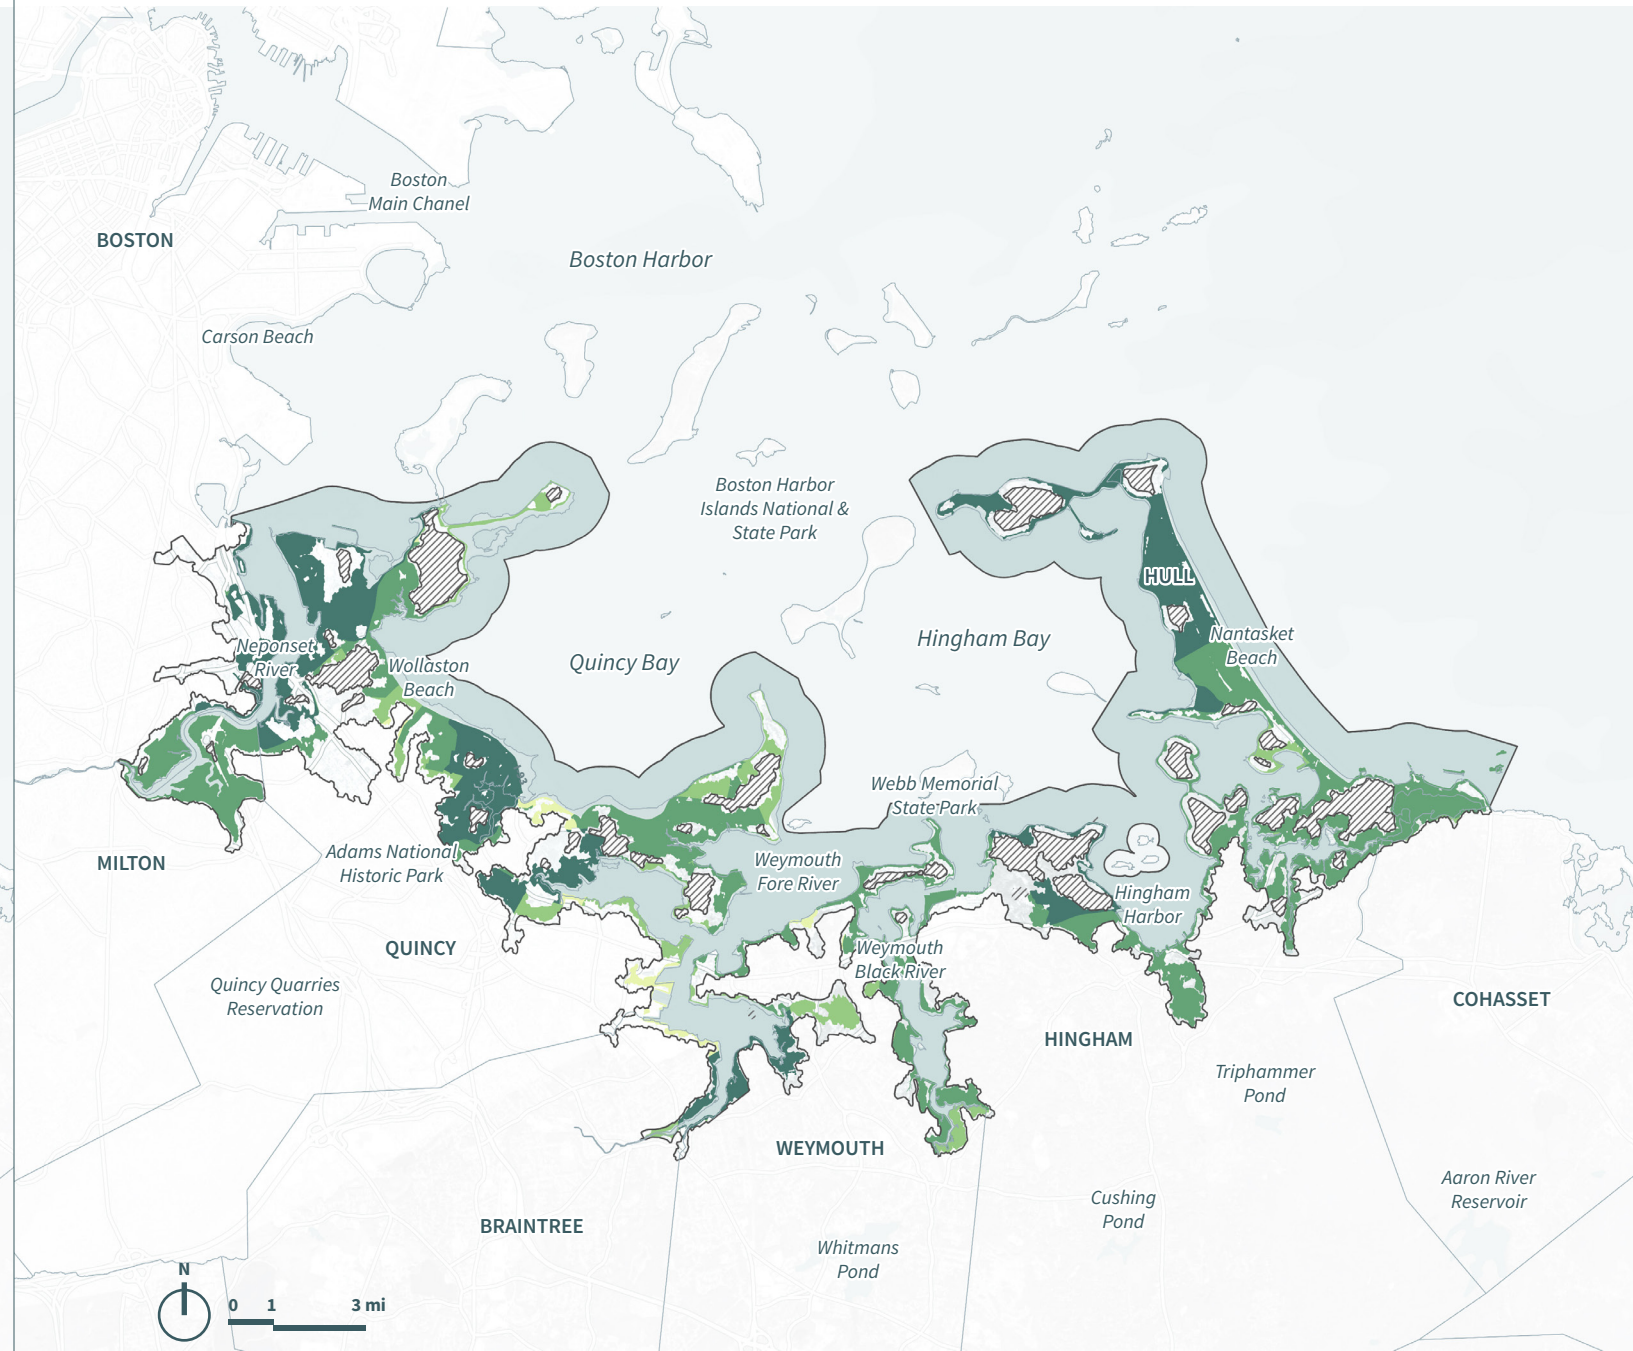 Boston
Main Chanel
BOSTON
Boston Harbor
Carson Beach
Boston Harbor
Islands National &
State Park
HULL
Neponset
River
Wollaston
Beach
Quincy Bay
Hingham Bay
Nantasket
Beach
Webb Memorial
State Park
MILTON
Adams National
Historic Park
Weymouth
Fore River
Hingham
Harbor
QUINCY
Weymouth
Black River
Quincy Quarries
Reservation
COHASSET
HINGHAM
Triphammer
Pond
WEYMOUTH
Aaron River
Reservoir
Cushing
Pond
BRAINTREE
Whitmans
Pond
N
0 1 3 mi